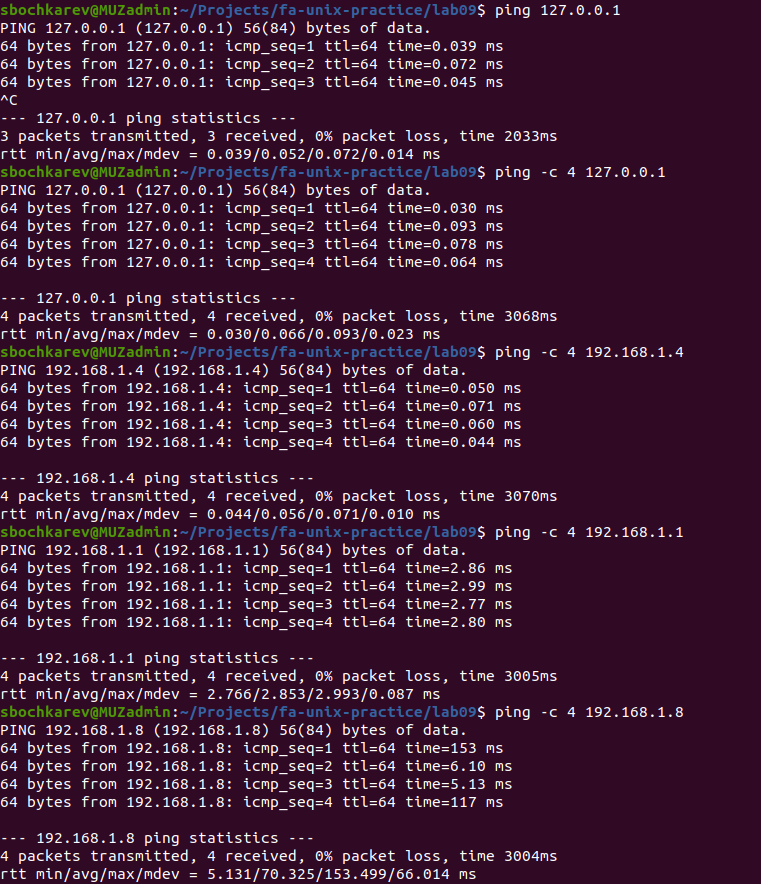 sbochkarev@MUZadmin:~/Projects/fa-unix-practice/lab09$ ping 127.0.0.1
PING 127.0.0.1 (127.0.0.1) 56(84) bytes of data.
64 bytes from 127.0.0.1: icmp_seq=1 ttl=64 time=0.039 ms
64 bytes from 127.0.0.1: icmp_seq=2 ttl=64 time=0.072 ms
64 bytes from 127.0.0.1: icmp_seq=3 ttl=64 time=0.045 ms
^C
--- 127.0.0.1 ping statistics ---
3 packets transmitted, 3 received, 0% packet loss, time 2033ms
rtt min/avg/max/mdev = 0.039/0.052/0.072/0.014 ms
sbochkarev@MUZadmin:~/Projects/fa-unix-practice/lab09$ ping -c 4 127.0.0.1
PING 127.0.0.1 (127.0.0.1) 56(84) bytes of data.
64 bytes from 127.0.0.1: icmp_seq=1 ttl=64 time=0.030 ms
64 bytes from 127.0.0.1: icmp_seq=2 ttl=64 time=0.093 ms
64 bytes from 127.0.0.1: icmp_seq=3 ttl=64 time=0.078 ms
64 bytes from 127.0.0.1: icmp_seq=4 ttl=64 time=0.064 ms

--- 127.0.0.1 ping statistics ---
4 packets transmitted, 4 received, 0% packet loss, time 3068ms
rtt min/avg/max/mdev = 0.030/0.066/0.093/0.023 ms
sbochkarev@MUZadmin:~/Projects/fa-unix-practice/lab09$ ping -c 4 192.168.1.4
PING 192.168.1.4 (192.168.1.4) 56(84) bytes of data.
64 bytes from 192.168.1.4: icmp_seq=1 ttl=64 time=0.050 ms
64 bytes from 192.168.1.4: icmp_seq=2 ttl=64 time=0.071 ms
64 bytes from 192.168.1.4: icmp_seq=3 ttl=64 time=0.060 ms
64 bytes from 192.168.1.4: icmp_seq=4 ttl=64 time=0.044 ms

--- 192.168.1.4 ping statistics ---
4 packets transmitted, 4 received, 0% packet loss, time 3070ms
rtt min/avg/max/mdev = 0.044/0.056/0.071/0.010 ms
sbochkarev@MUZadmin:~/Projects/fa-unix-practice/lab09$ ping -c 4 192.168.1.1
PING 192.168.1.1 (192.168.1.1) 56(84) bytes of data.
64 bytes from 192.168.1.1: icmp_seq=1 ttl=64 time=2.86 ms
64 bytes from 192.168.1.1: icmp_seq=2 ttl=64 time=2.99 ms
64 bytes from 192.168.1.1: icmp_seq=3 ttl=64 time=2.77 ms
64 bytes from 192.168.1.1: icmp_seq=4 ttl=64 time=2.80 ms

--- 192.168.1.1 ping statistics ---
4 packets transmitted, 4 received, 0% packet loss, time 3005ms
rtt min/avg/max/mdev = 2.766/2.853/2.993/0.087 ms
sbochkarev@MUZadmin:~/Projects/fa-unix-practice/lab09$ ping -c 4 192.168.1.8
PING 192.168.1.8 (192.168.1.8) 56(84) bytes of data.
64 bytes from 192.168.1.8: icmp_seq=1 ttl=64 time=153 ms
64 bytes from 192.168.1.8: icmp_seq=2 ttl=64 time=6.10 ms
64 bytes from 192.168.1.8: icmp_seq=3 ttl=64 time=5.13 ms
64 bytes from 192.168.1.8: icmp_seq=4 ttl=64 time=117 ms

--- 192.168.1.8 ping statistics ---
4 packets transmitted, 4 received, 0% packet loss, time 3004ms
rtt min/avg/max/mdev = 5.131/70.325/153.499/66.014 ms